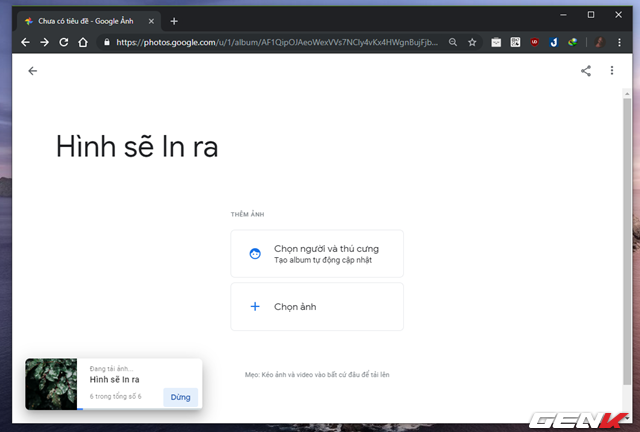 Chưa có tiêu đề - Google Ảnh
https://photos.google.com/u/1/album/AF1QipOJAeoWexVVs7NCly4vKx4HWgnBujFjb...
Hình sẽ In ra
THÊM ẢNH
Chọn người và thú cưng
Tạo album tự động cập nhật
Chọn ảnh
Mẹo: Kéo ảnh và video vào bất cứ đâu để tải lên
Đang tải ảnh...
Hình sẽ In ra
6 trong tổng số 6
Dừng
GENK